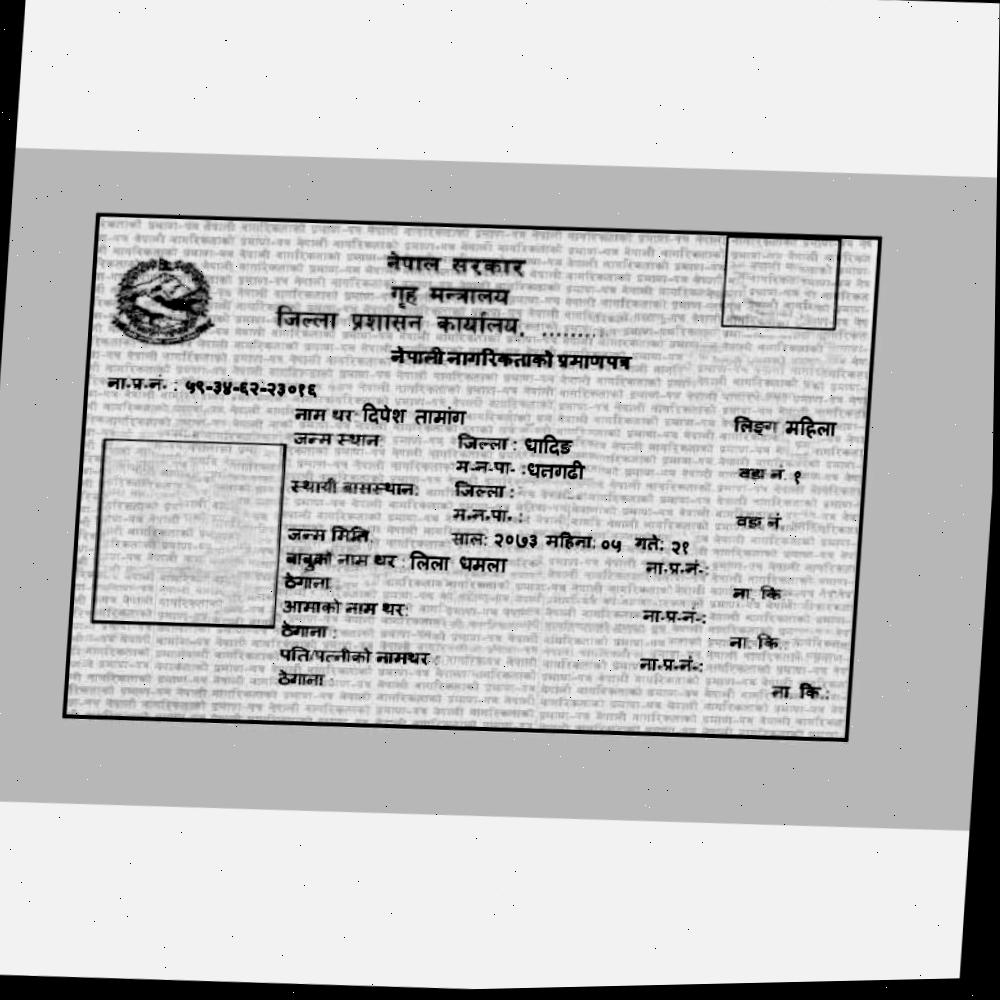 नेपाल सरकार
गृह मन्त्रालय
जिल्ला प्रशासन कार्यालय, .........
नेपाली नागरिकताको प्रमाणपत्र
ना.प्र.नं. : ५९-३४-६२-२३०१६
नाम थर दिपेश तामांग लिङ्ग महिला
जन्म स्थान जिल्ला : धादिङ
म.न.पा. :धनगढी वडा नं. १
स्थायी बासस्थान: जिल्ला :
म.न.पा. : वडा नं
जन्म मिति साल: २०७३ महिना: ०५ गते: २१
बाबुको नाम थर : लिला धमला ना.प्र.नं.:
ठेगाना : ना. कि
आमाको नाम थर: ना.प्र.नं.:
ठेगाना : ना. कि.:
पति/पत्नीको नामथर : ना.प्र.नं.:
ठेगाना : ना. कि.: